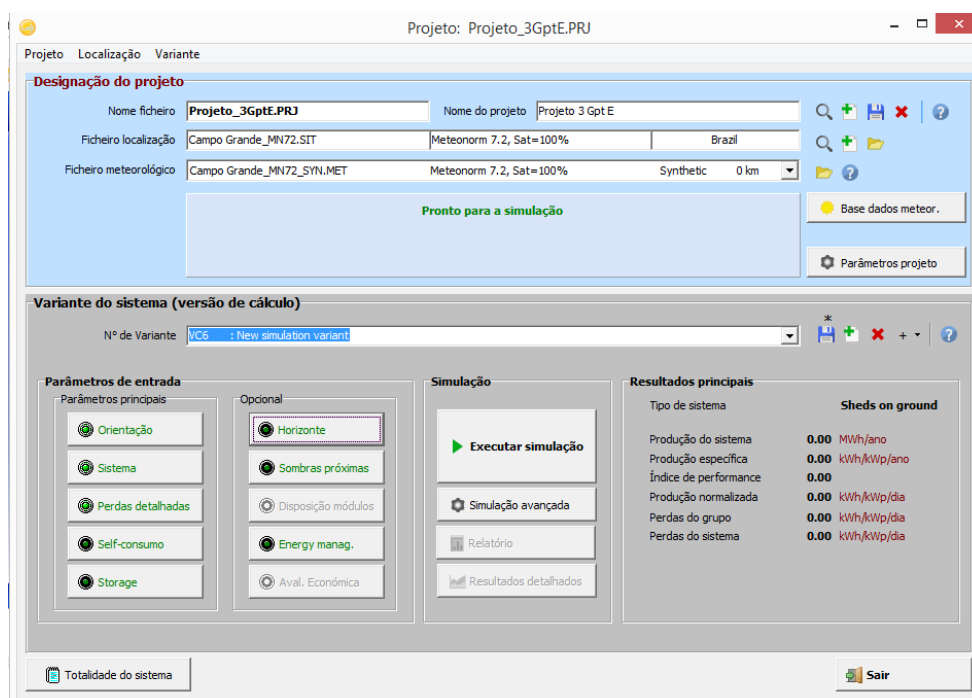 Projeto: Projeto_3GptE.PRJ
Projeto Localização Variante
Designação do projeto
Nome ficheiro Projeto_3GptE.PRJ Nome do projeto Projeto 3 Gpt E
Ficheiro localização Campo Grande_MN72.SIT Meteonorm 7.2, Sat=100% Brazil
Ficheiro meteorológico Campo Grande_MN72_SYN.MET Meteonorm 7.2, Sat=100% Synthetic 0 km
Pronto para a simulação
Base dados meteor.
Parâmetros projeto
Variante do sistema (versão de cálculo)
Nº de Variante VC6 : New simulation variant
Parâmetros de entrada
Parâmetros principais
Orientação
Sistema
Perdas detalhadas
Self-consumo
Storage
Opcional
Horizonte
Sombras próximas
Disposição módulos
Energy manag.
Aval. Económica
Simulação
Executar simulação
Simulação avançada
Relatório
Resultados detalhados
Resultados principais
Tipo de sistema Sheds on ground
Produção do sistema 0.00 MWh/ano
Produção específica 0.00 kWh/kWp/ano
Índice de performance 0.00
Produção normalizada 0.00 kWh/kWp/dia
Perdas do grupo 0.00 kWh/kWp/dia
Perdas do sistema 0.00 kWh/kWp/dia
Totalidade do sistema
Sair